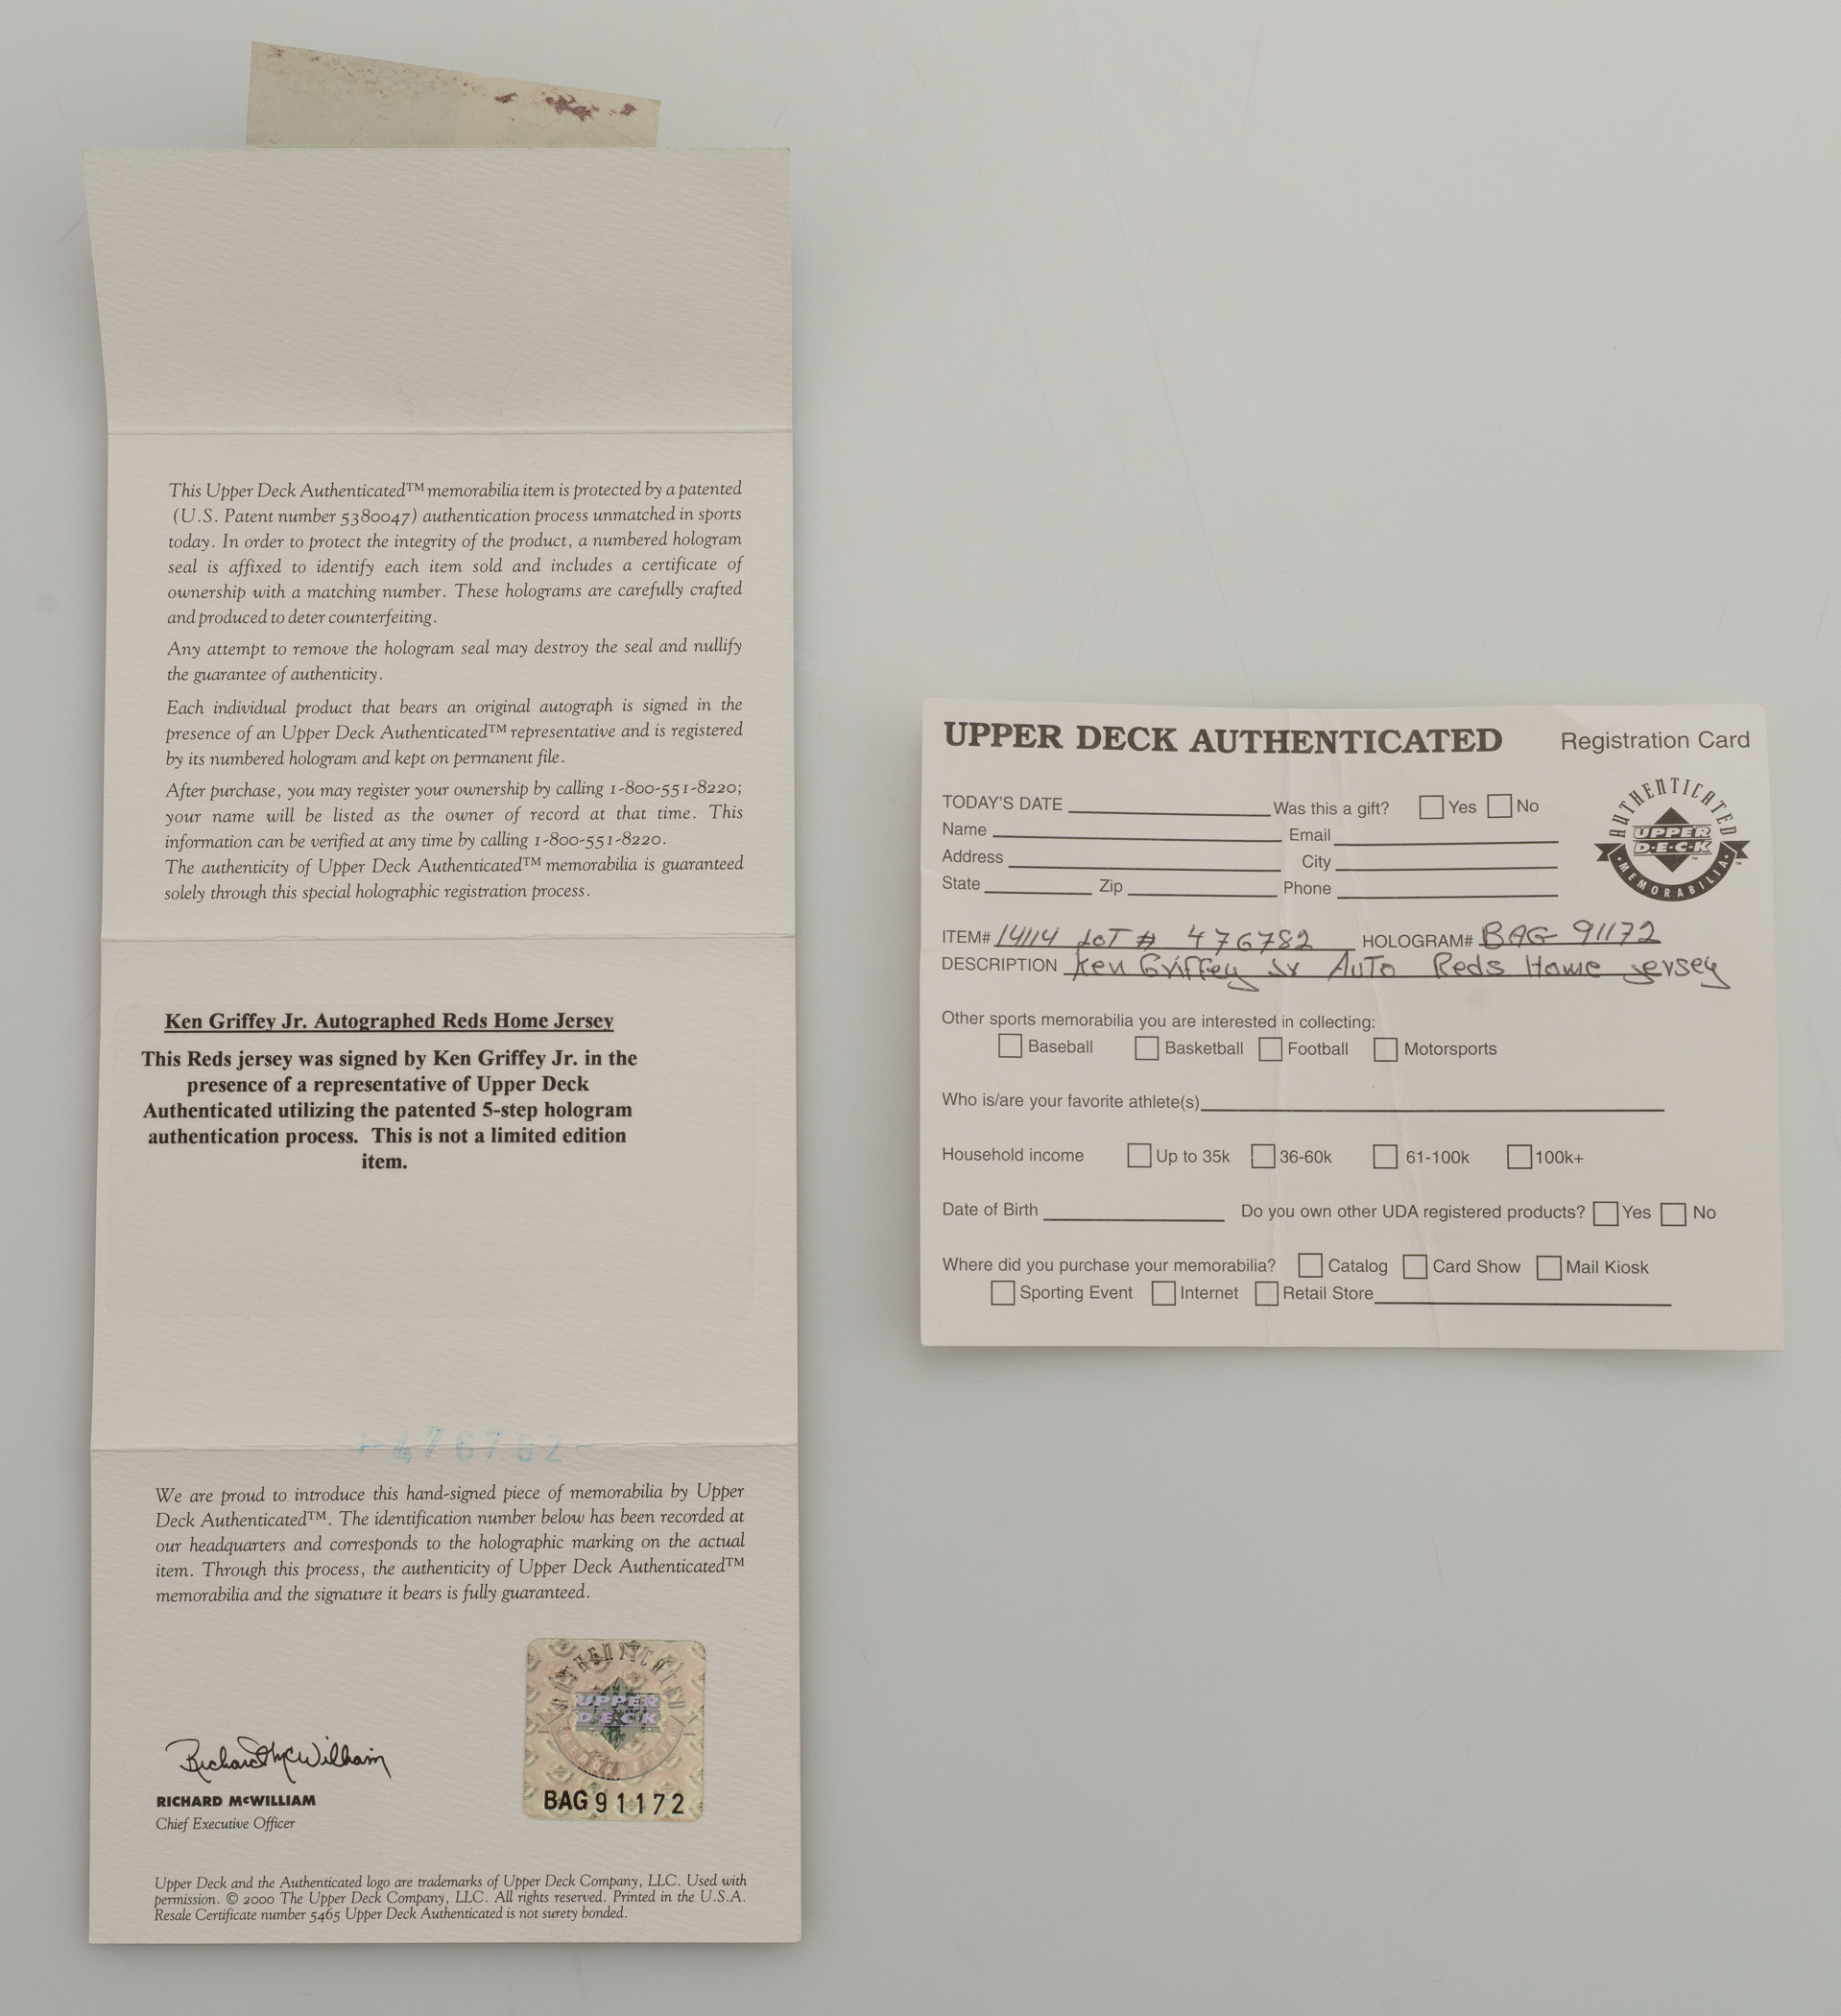 This Upper Deck Authenticated™ memorabilia item is protected by a patented
(U.S. Patent number 5380047) authentication process unmatched in sports
today. In order to protect the integrity of the product, a numbered hologram
seal is affixed to identify each item sold and includes a certificate of
ownership with a matching number. These holograms are carefully crafted
and produced to deter counterfeiting.
Any attempt to remove the hologram seal may destroy the seal and nullify
the guarantee of authenticity.
Each individual product that bears an original autograph is signed in the
presence of an Upper Deck Authenticated™ representative and is registered
by its numbered hologram and kept on permanent file.
After purchase, you may register your ownership by calling 1-800-551-8220;
your name will be listed as the owner of record at that time. This
information can be verified at any time by calling 1-800-551-8220.
The authenticity of Upper Deck Authenticated™ memorabilia is guaranteed
solely through this special holographic registration process.
Ken Griffey Jr. Autographed Reds Home Jersey
This Reds jersey was signed by Ken Griffey Jr. in the
presence of a representative of Upper Deck
Authenticated utilizing the patented 5-step hologram
authentication process. This is not a limited edition
item.
476782
We are proud to introduce this hand-signed piece of memorabilia by Upper
Deck Authenticated™. The identification number below has been recorded at
our headquarters and corresponds to the holographic marking on the actual
item. Through this process, the authenticity of Upper Deck Authenticated™
memorabilia and the signature it bears is fully guaranteed.
Richard McWilliam
RICHARD McWILLIAM
Chief Executive Officer
AUTHENTICATED
UPPER
D·E·C·K
MEMORABILIA
BAG 91172
Upper Deck and the Authenticated logo are trademarks of Upper Deck Company, LLC. Used with
permission. © 2000 The Upper Deck Company, LLC. All rights reserved. Printed in the U.S.A.
Resale Certificate number 5465 Upper Deck Authenticated is not surety bonded.
UPPER DECK AUTHENTICATED Registration Card
TODAY'S DATE Was this a gift? Yes No
Name Email
Address City
State Zip Phone
AUTHENTICATED
UPPER
D·E·C·K
™
MEMORABILIA
™
ITEM# 14114 LOT # 476782 HOLOGRAM# BAG 91172
DESCRIPTION Ken Griffey Jr AuTo Reds Home jersey
Other sports memorabilia you are interested in collecting:
Baseball Basketball Football Motorsports
Who is/are your favorite athlete(s)
Household income Up to 35k 36-60k 61-100k 100k+
Date of Birth Do you own other UDA registered products? Yes No
Where did you purchase your memorabilia? Catalog Card Show Mail Kiosk
Sporting Event Internet Retail Store